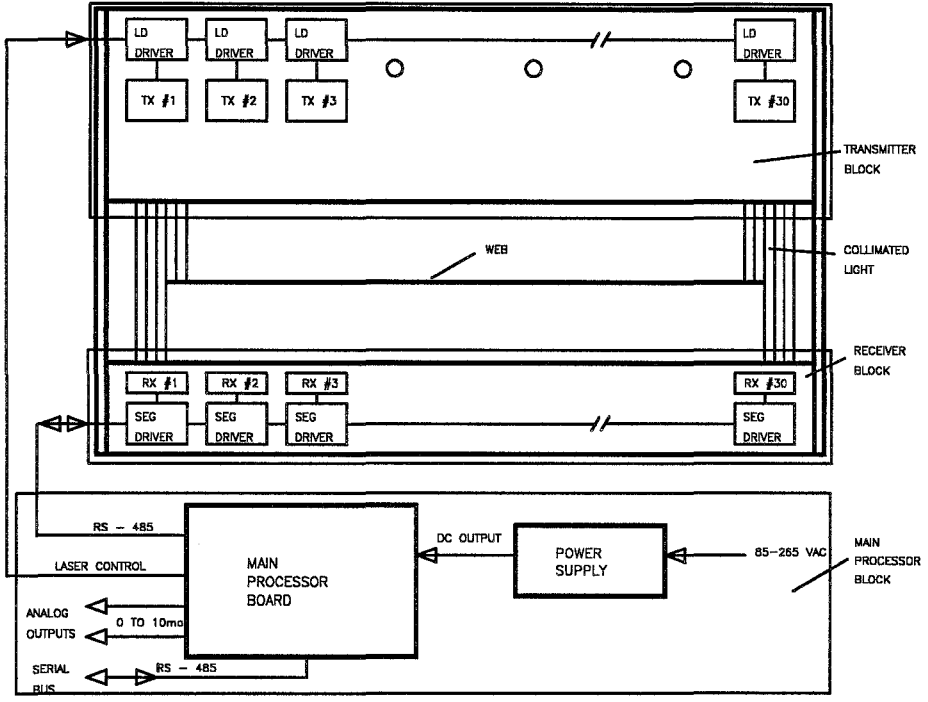 LD
DRIVER
LD
DRIVER
LD
DRIVER
LD
DRIVER
TX #1
TX #2
TX #3
TX #30
TRANSMITTER
BLOCK
WEB
COLLIMATED
LIGHT
RECEIVER
BLOCK
RX #1
RX #2
RX #3
RX #30
SEG
DRIVER
SEG
DRIVER
SEG
DRIVER
SEG
DRIVER
RS - 485
LASER CONTROL
ANALOG
OUTPUTS
0 TO 10ma
SERIAL
BUS
RS - 485
MAIN
PROCESSOR
BOARD
DC OUTPUT
POWER
SUPPLY
85-265 VAC
MAIN
PROCESSOR
BLOCK